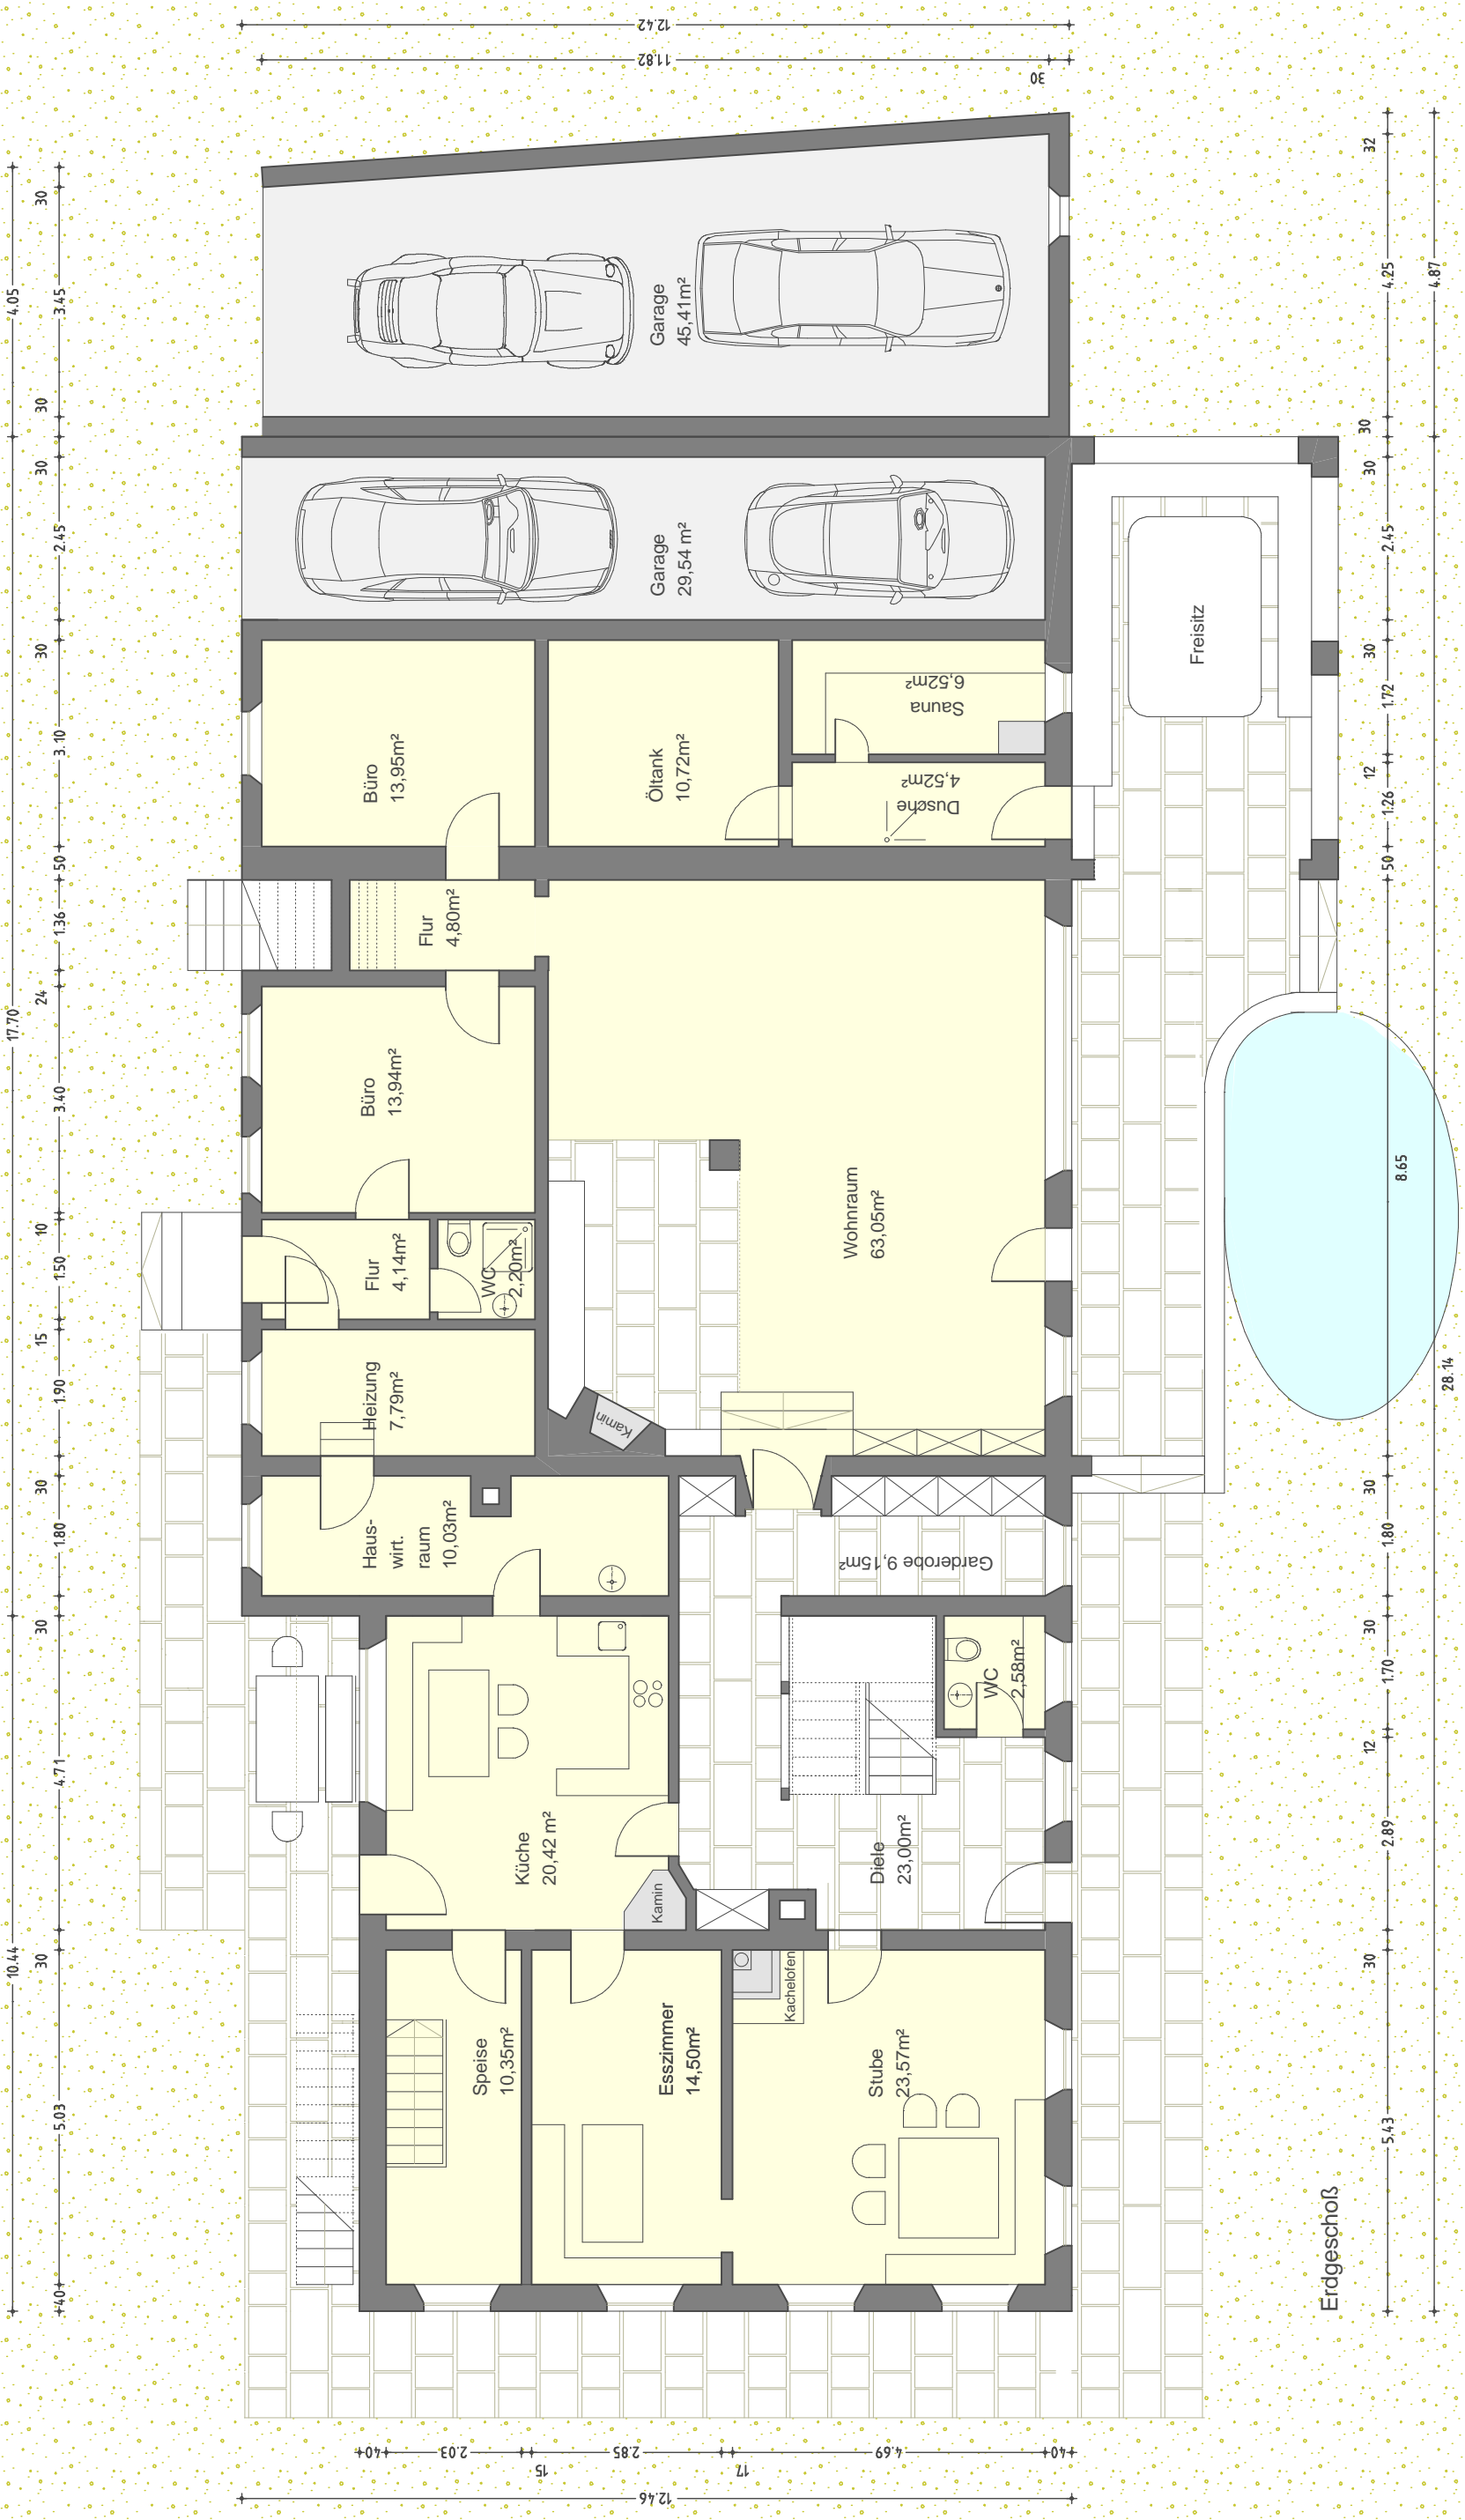 12.42
11.82
30
32
4.25
4.87
30
30
2.45
30
1.72
12
1.26
50
8.65
28.14
30
1.80
30
1.70
12
2.89
30
5,43
4.05
30
3.45
30
30
2.45
30
3.10
50
1.36
24
17.70
3.40
10
1.50
15
1.90
30
1.80
30
4.71
10.44
30
5.03
40
Garage
45,41m²
Garage
29,54 m²
Freisitz
Büro
13,95m²
Öltank
10,72m²
Sauna
6,52m²
Dusche
4,52m²
Flur
4,80m²
Büro
13,94m²
Wohnraum
63,05m²
Flur
4,14m²
WC
2,20m²
Heizung
7,79m²
Kamin
Haus-
wirt.
raum
10,03m²
Garderobe 9,15m²
WC
2,58m²
Küche
20,42 m²
Kamin
Diele
23,00m²
Speise
10,35m²
Esszimmer
14,50m²
Kachelofen
Stube
23,57m²
Erdgeschoß
40
2.03
15
2.85
17
4.69
40
12.46